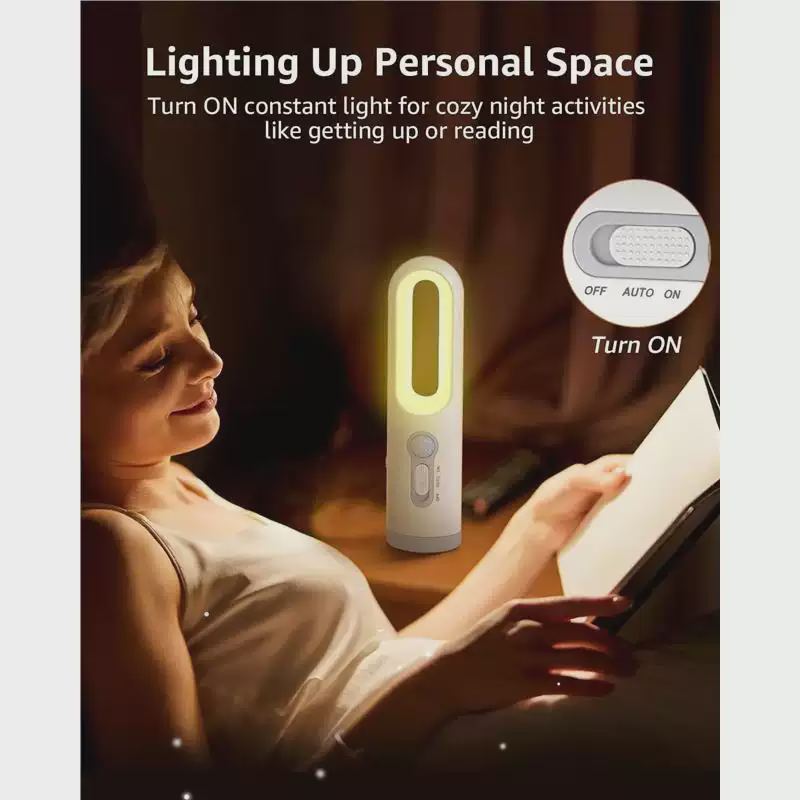 Lighting Up Personal Space
Turn ON constant light for cozy night activities
like getting up or reading
OFF AUTO ON
Turn ON